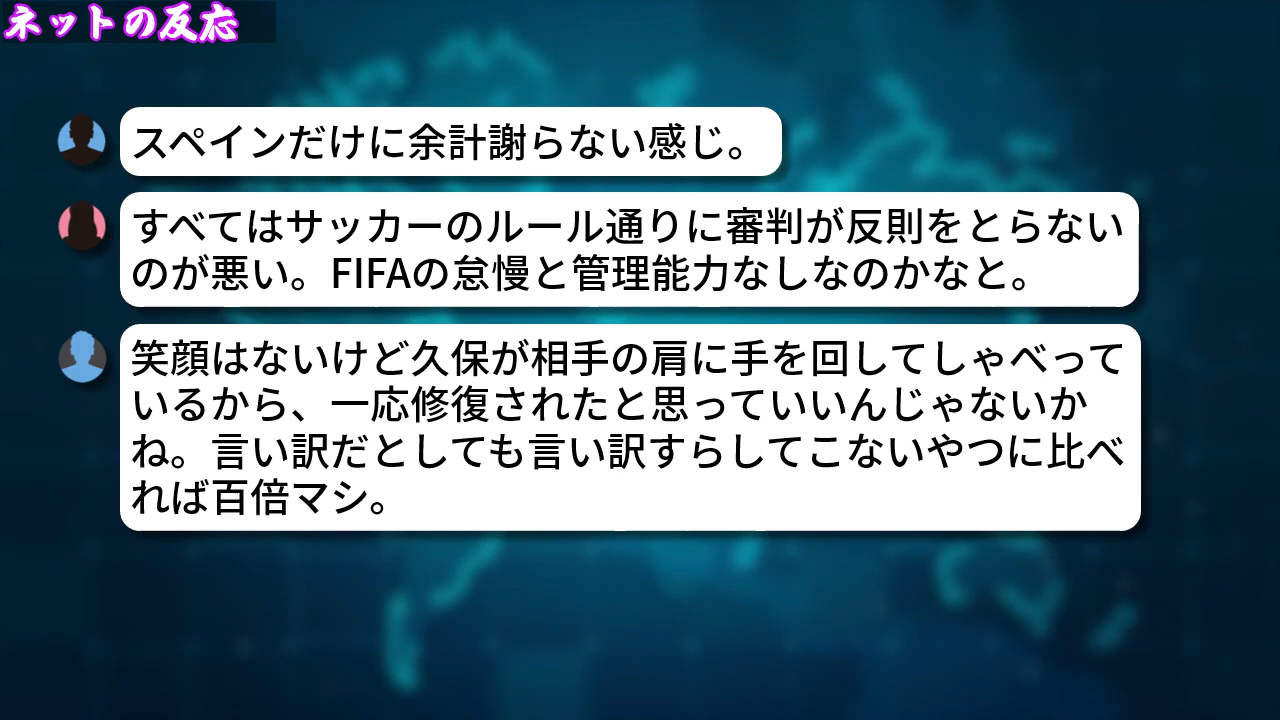 ネットの反応
スペインだけに余計謝らない感じ。
すべてはサッカーのルール通りに審判が反則をとらない
のが悪い。FIFAの怠慢と管理能力なしなのかなと。
笑顔はないけど久保が相手の肩に手を回してしゃべって
いるから、一応修復されたと思っていいんじゃないか
ね。言い訳だとしても言い訳すらしてこないやつに比べ
れば百倍マシ。